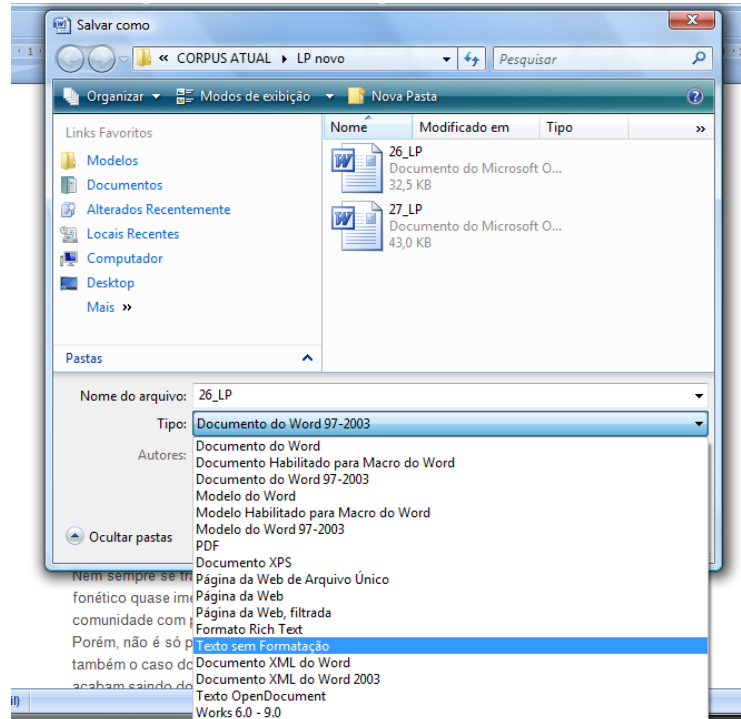 Salvar como
« CORPUS ATUAL LP novo
Pesquisar
Organizar Modos de exibição Nova Pasta
Links Favoritos
Modelos
Documentos
Alterados Recentemente
Locais Recentes
Computador
Desktop
Mais »
Pastas
Nome Modificado em Tipo »
26_LP
Documento do Microsoft O...
32,5 KB
27_LP
Documento do Microsoft O...
43,0 KB
Nome do arquivo: 26_LP
Tipo: Documento do Word 97-2003
Autores:
Documento do Word
Documento Habilitado para Macro do Word
Documento do Word 97-2003
Modelo do Word
Modelo Habilitado para Macro do Word
Modelo do Word 97-2003
PDF
Documento XPS
Página da Web de Arquivo Único
Página da Web
Página da Web, filtrada
Formato Rich Text
Texto sem Formatação
Documento XML do Word
Documento XML do Word 2003
Texto OpenDocument
Works 6.0 - 9.0
Ocultar pastas
Nem sempre se tra
fonético quase ime
comunidade com p
Porém, não é só p
também o caso do
acabam saindo do
il)